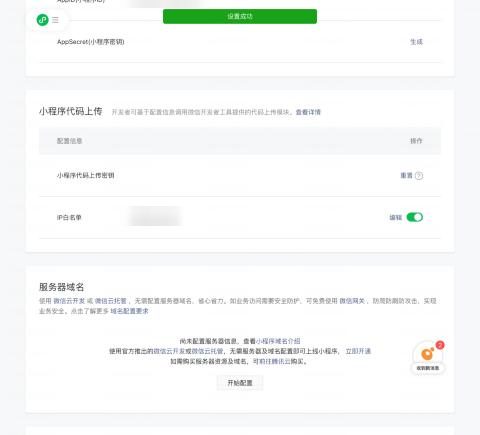 AppID(小程序ID)
设置成功
AppSecret(小程序密钥)
生成
小程序代码上传 开发者可基于配置信息调用微信开发者工具提供的代码上传模块。查看详情
配置信息
操作
小程序代码上传密钥
重置 ?
IP白名单
编辑
服务器域名
使用 微信云开发 或 微信云托管 ，无需配置服务器域名，省心省力。如业务访问需要安全防护，可免费使用 微信网关 ，防爬防刷防攻击，实现
业务安全。点击了解更多 域名配置要求
尚未配置服务器信息，查看小程序域名介绍
使用官方推出的微信云开发或微信云托管，无需服务器及域名配置即可上线小程序， 立即开通
如需购买服务器资源及域名，可前往腾讯云购买。
开始配置
2